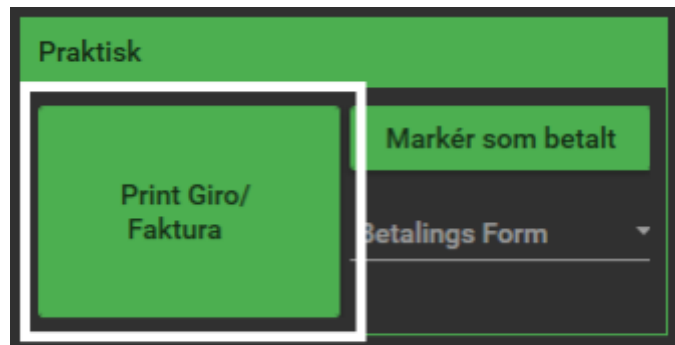 Praktisk
Markér som betalt
Print Giro/
Faktura
Betalings Form